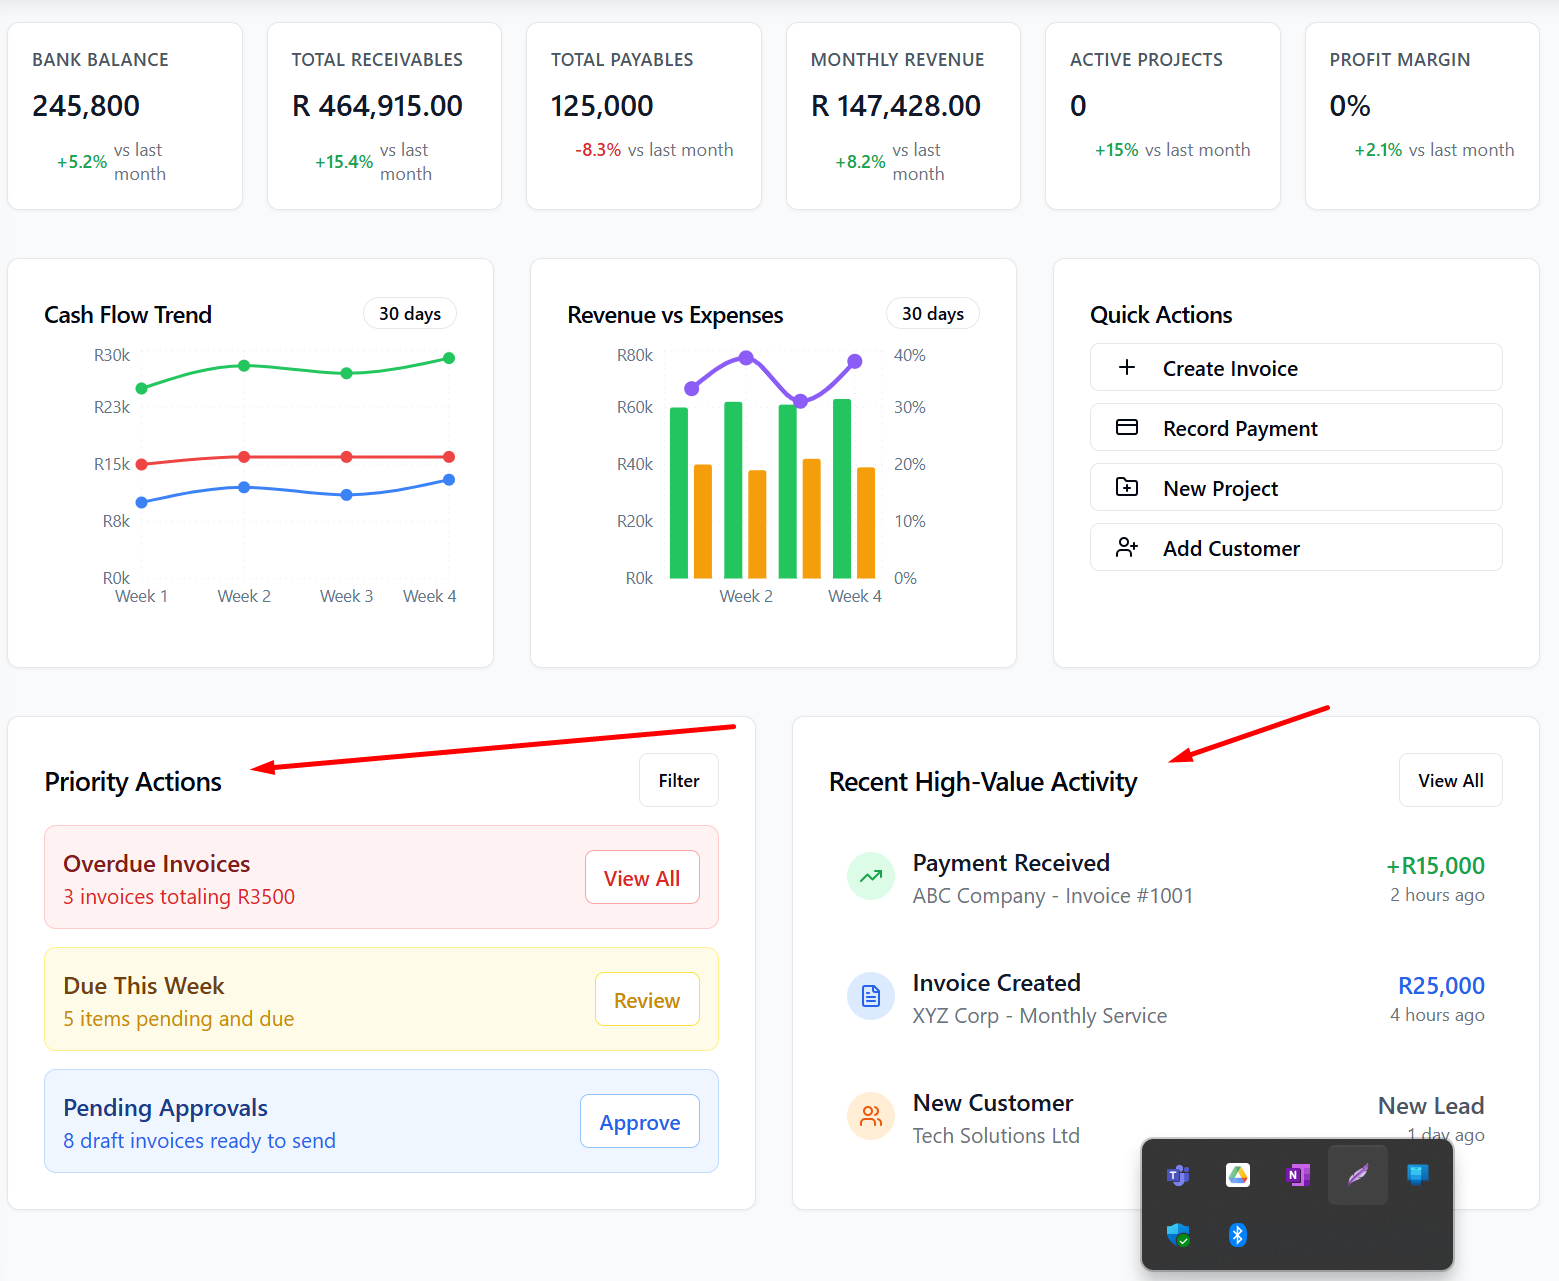 BANK BALANCE
245,800
+5.2% vs last month
TOTAL RECEIVABLES
R 464,915.00
+15.4% vs last month
TOTAL PAYABLES
125,000
-8.3% vs last month
MONTHLY REVENUE
R 147,428.00
+8.2% vs last month
ACTIVE PROJECTS
0
+15% vs last month
PROFIT MARGIN
0%
+2.1% vs last month
Cash Flow Trend
30 days
R30k
R23k
R15k
R8k
R0k
Week 1
Week 2
Week 3
Week 4
Revenue vs Expenses
30 days
R80k
R60k
R40k
R20k
R0k
40%
30%
20%
10%
0%
Week 2
Week 4
Quick Actions
Create Invoice
Record Payment
New Project
Add Customer
Priority Actions
Filter
Overdue Invoices
3 invoices totaling R3500
View All
Due This Week
5 items pending and due
Review
Pending Approvals
8 draft invoices ready to send
Approve
Recent High-Value Activity
View All
Payment Received
ABC Company - Invoice #1001
+R15,000
2 hours ago
Invoice Created
XYZ Corp - Monthly Service
R25,000
4 hours ago
New Customer
Tech Solutions Ltd
New Lead
1 day ago
T
N